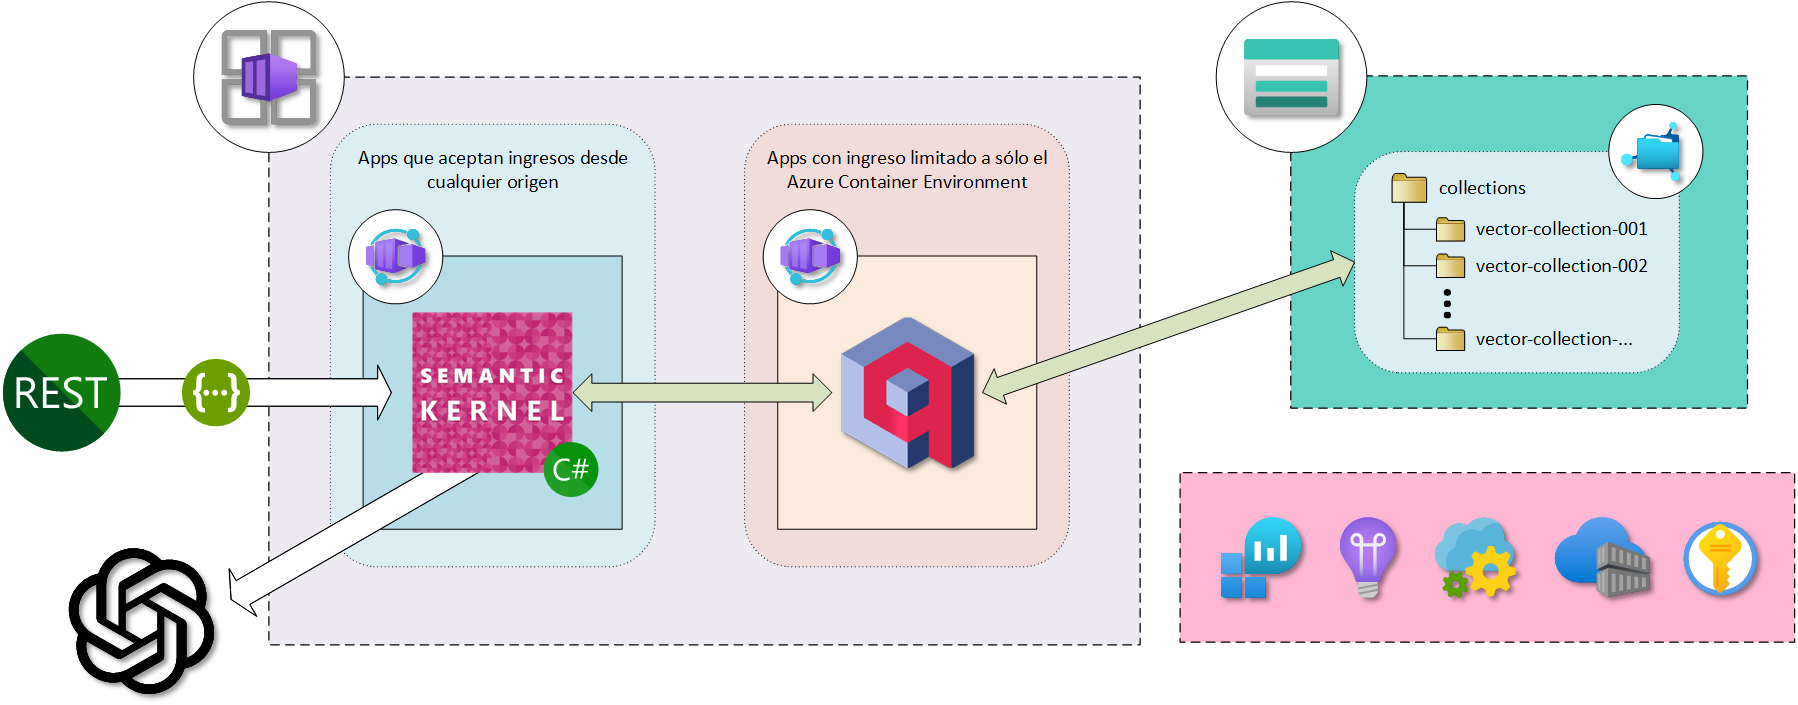 Apps que aceptan ingresos desde
cualquier origen
Apps con ingreso limitado a sólo el
Azure Container Environment
collections
vector-collection-001
vector-collection-002
vector-collection-...
REST
{...}
SEMANTIC
KERNEL
C#